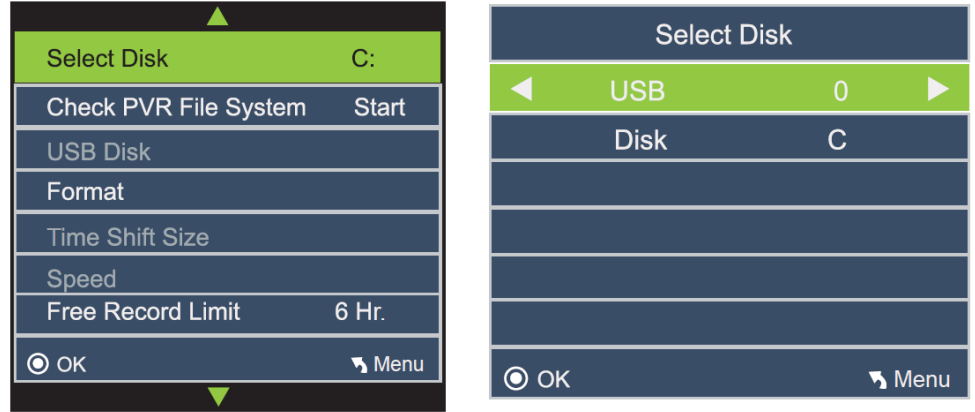 Select Disk C:
Check PVR File System Start
USB Disk
Format
Time Shift Size
Speed
Free Record Limit 6 Hr.
OK Menu
Select Disk
USB 0
Disk C
OK Menu